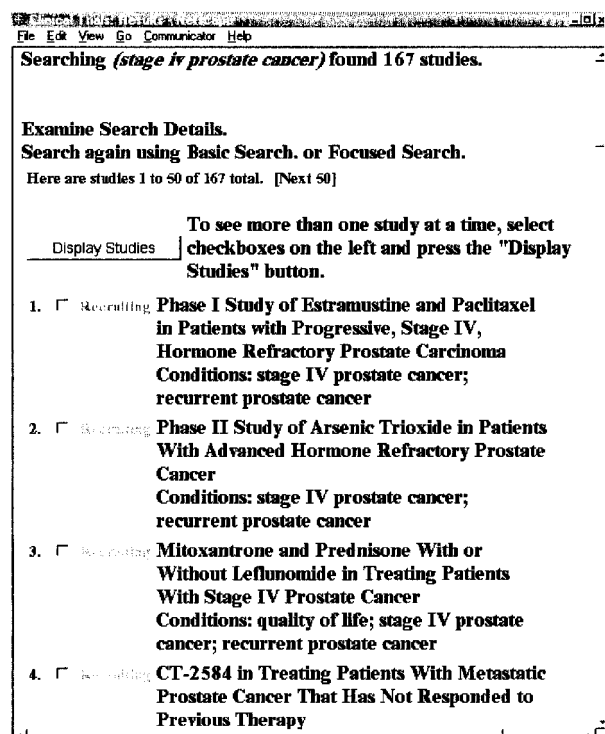 File Edit View Go Communicator Help
Searching (stage iv prostate cancer) found 167 studies.
Examine Search Details.
Search again using Basic Search. or Focused Search.
Here are studies 1 to 50 of 167 total. [Next 50]
To see more than one study at a time, select
Display Studies checkboxes on the left and press the "Display
Studies" button.
1. Recruiting Phase I Study of Estramustine and Paclitaxel
in Patients with Progressive, Stage IV,
Hormone Refractory Prostate Carcinoma
Conditions: stage IV prostate cancer;
recurrent prostate cancer
2. Recruiting Phase II Study of Arsenic Trioxide in Patients
With Advanced Hormone Refractory Prostate
Cancer
Conditions: stage IV prostate cancer;
recurrent prostate cancer
3. Recruiting Mitoxantrone and Prednisone With or
Without Leflunomide in Treating Patients
With Stage IV Prostate Cancer
Conditions: quality of life; stage IV prostate
cancer; recurrent prostate cancer
4. Recruiting CT-2584 in Treating Patients With Metastatic
Prostate Cancer That Has Not Responded to
Previous Therapy